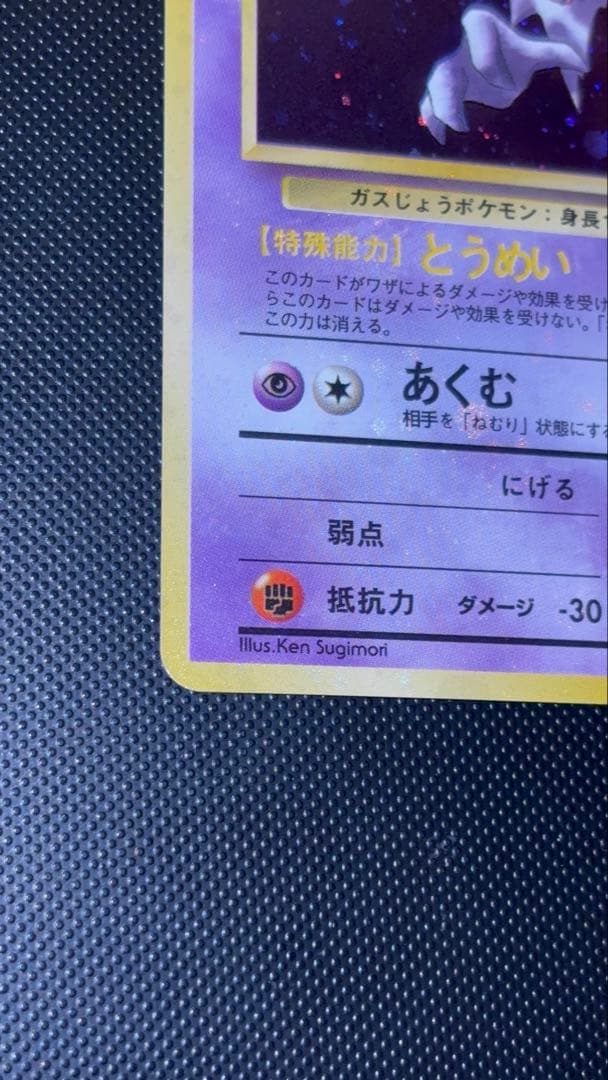 ガスじょうポケモン：身長
【特殊能力】とうめい
このカードがワザによるダメージや効果を受け
らこのカードはダメージや効果を受けない。「
この力は消える。
あくむ
相手を「ねむり」状態にする
にげる
弱点
抵抗力 ダメージ -30
Illus.Ken Sugimori